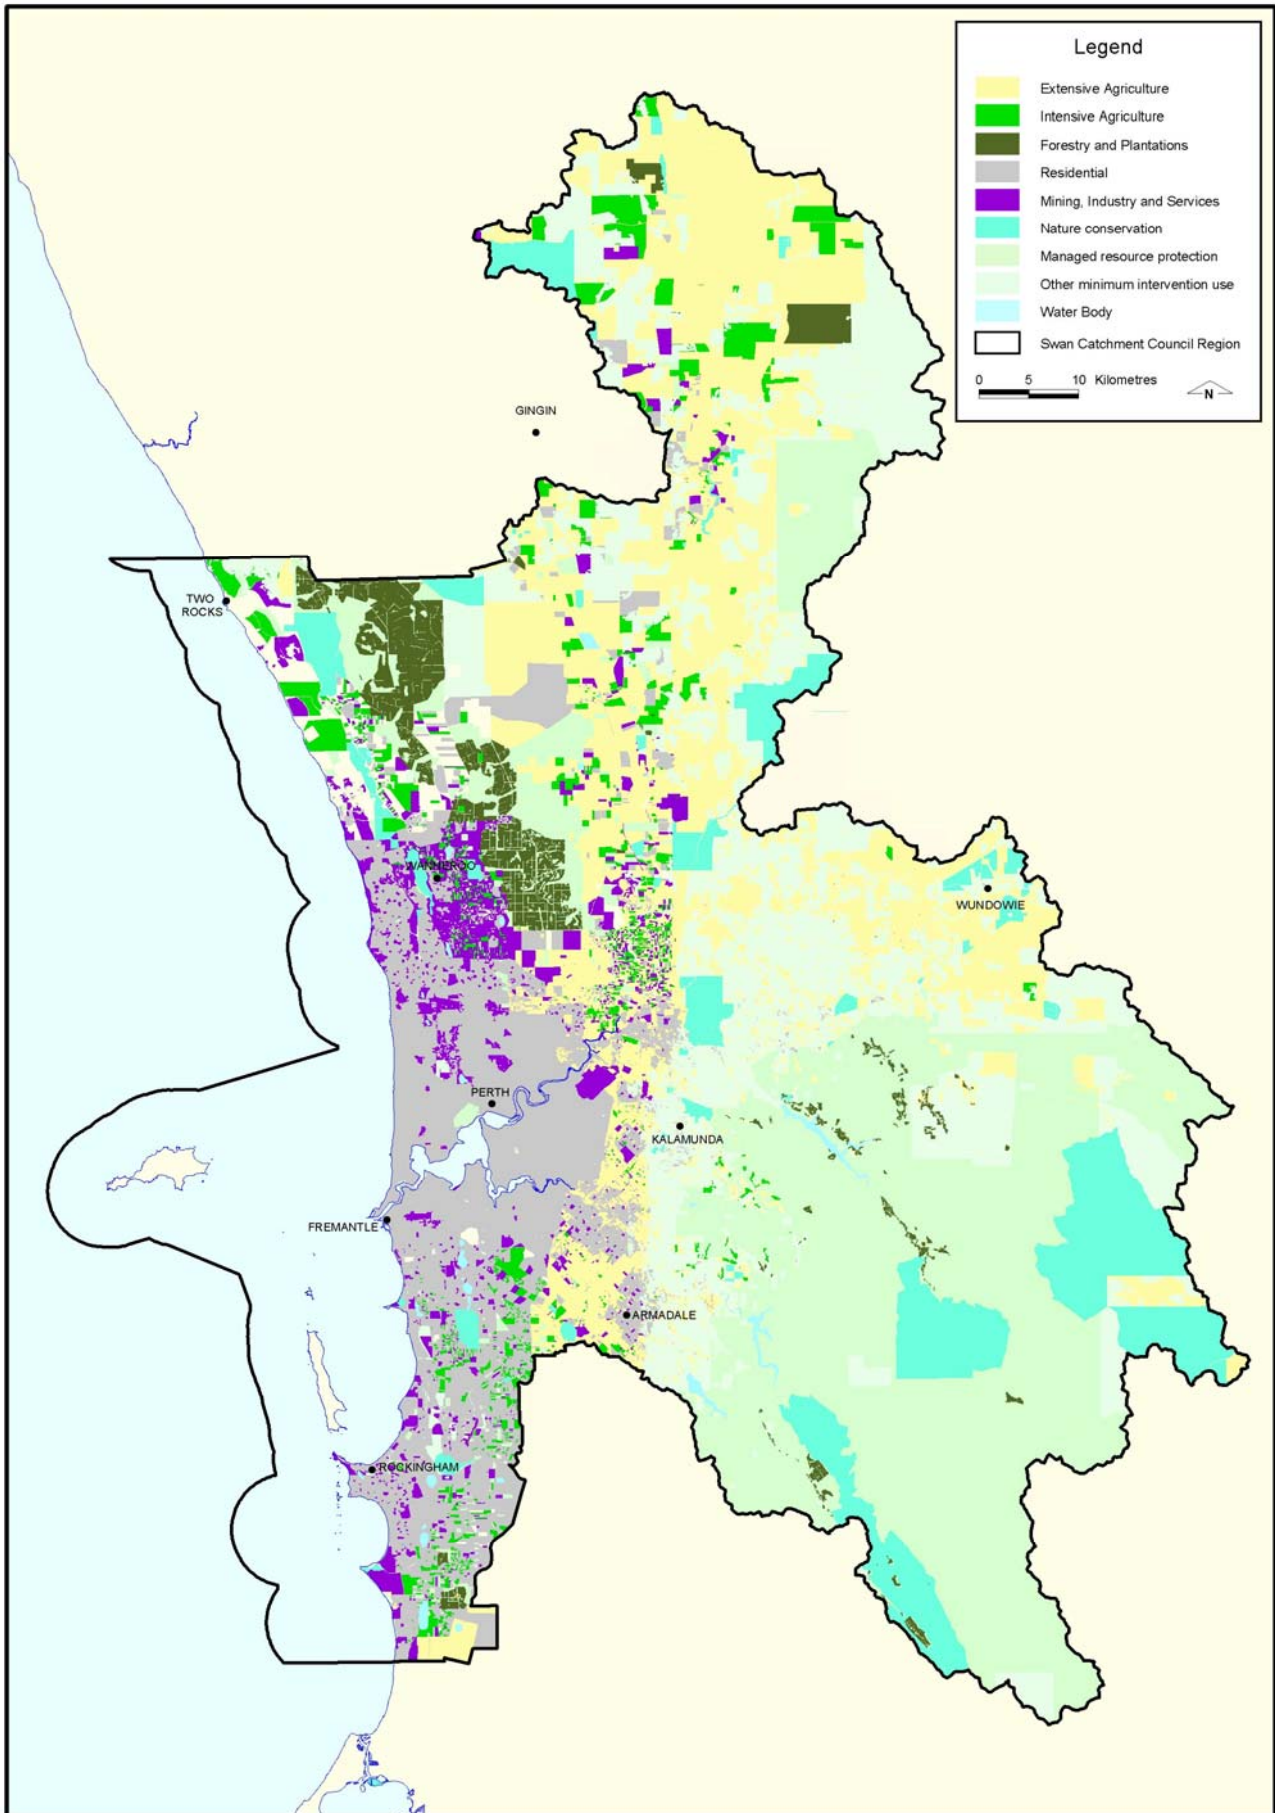 Legend
Extensive Agriculture
Intensive Agriculture
Forestry and Plantations
Residential
Mining, Industry and Services
Nature conservation
Managed resource protection
Other minimum intervention use
Water Body
Swan Catchment Council Region
0 5 10 Kilometres
N
GINGIN
TWO
ROCKS
WANNEROO
WUNDOWIE
PERTH
KALAMUNDA
FREMANTLE
ARMADALE
ROCKINGHAM